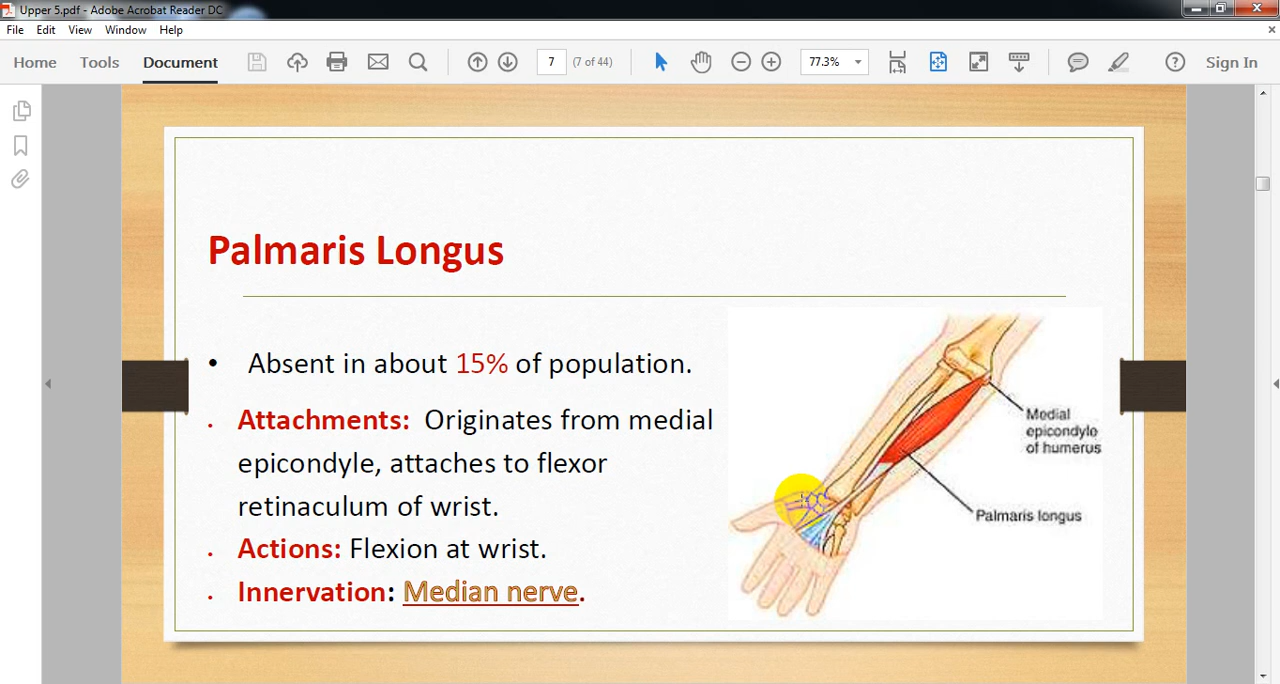 Upper 5.pdf - Adobe Acrobat Reader DC
File Edit View Window Help
Home Tools Document 7 (7 of 44) 77.3% Sign In
Palmaris Longus
• Absent in about 15% of population.
. Attachments: Originates from medial
epicondyle, attaches to flexor
retinaculum of wrist.
. Actions: Flexion at wrist.
. Innervation: Median nerve.
Medial
epicondyle
of humerus
Palmaris longus